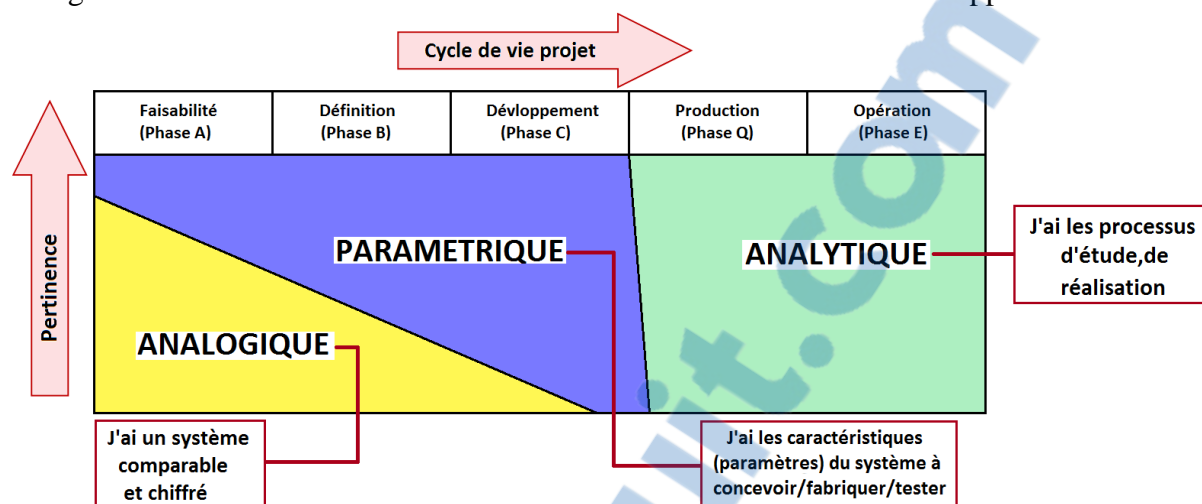 Cycle de vie projet
Faisabilité
(Phase A)
Définition
(Phase B)
Dévloppement
(Phase C)
Production
(Phase Q)
Opération
(Phase E)
Pertinence
PARAMETRIQUE
ANALYTIQUE
ANALOGIQUE
J'ai les processus
d'étude,de
réalisation
J'ai un système
comparable
et chiffré
J'ai les caractéristiques
(paramètres) du système à
concevoir/fabriquer/tester
uit.com